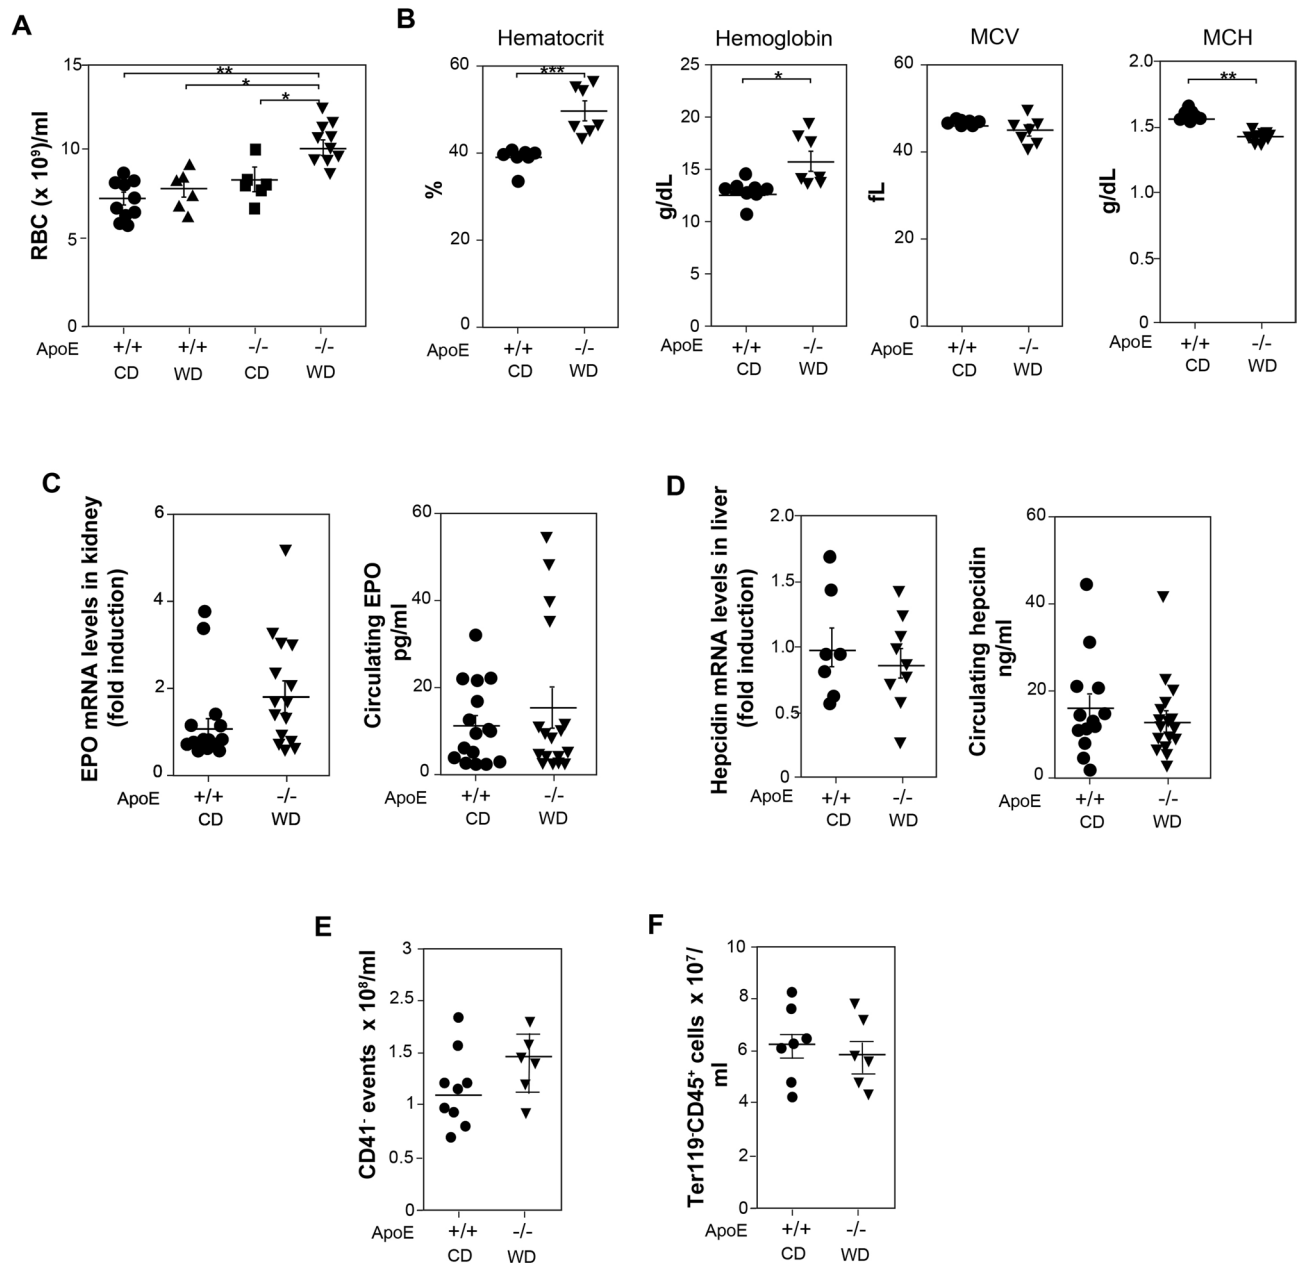 A
RBC (x 10⁹)/ml
15
10
5
0
**
*
*
ApoE +/+ +/+ -/- -/-
CD WD CD WD
B
Hematocrit
%
60
40
20
0
***
ApoE +/+ -/-
CD WD
Hemoglobin
g/dL
25
20
15
10
5
0
*
ApoE +/+ -/-
CD WD
MCV
fL
60
40
20
0
ApoE +/+ -/-
CD WD
MCH
g/dL
2.0
1.5
1.0
0.5
0
**
ApoE +/+ -/-
CD WD
C
EPO mRNA levels in kidney
(fold induction)
6
4
2
0
ApoE +/+ -/-
CD WD
Circulating EPO
pg/ml
60
40
20
0
ApoE +/+ -/-
CD WD
D
Hepcidin mRNA levels in liver
(fold induction)
2.0
1.5
1.0
0.5
0
ApoE +/+ -/-
CD WD
Circulating hepcidin
ng/ml
60
40
20
0
ApoE +/+ -/-
CD WD
E
CD41⁻ events x 10⁸/ml
3
2.5
1.5
1
0.5
0
ApoE +/+ -/-
CD WD
F
Ter119⁻CD45⁺ cells x 10⁷/
ml
10
8
6
4
2
0
ApoE +/+ -/-
CD WD